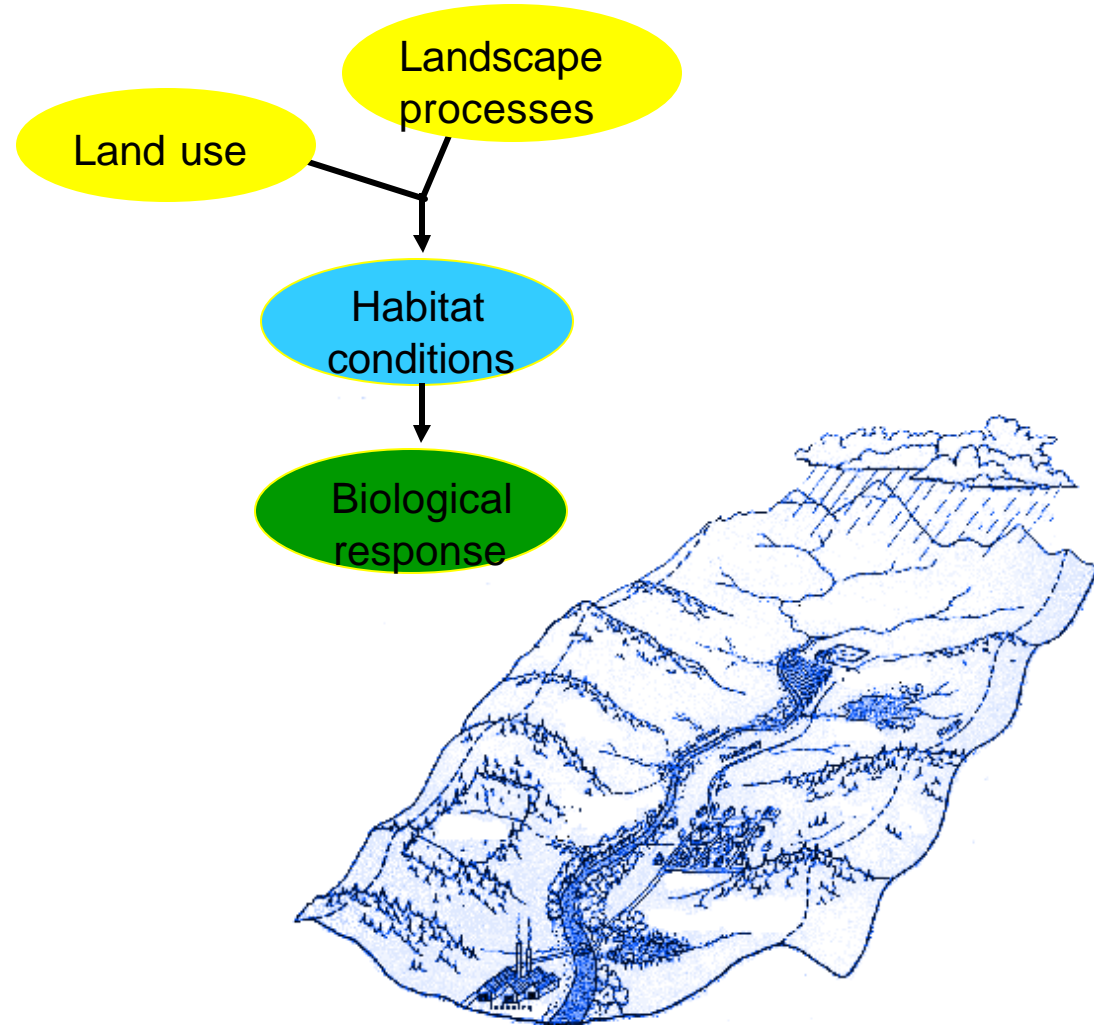 Landscape
processes
Land use
Habitat
conditions
Biological
response